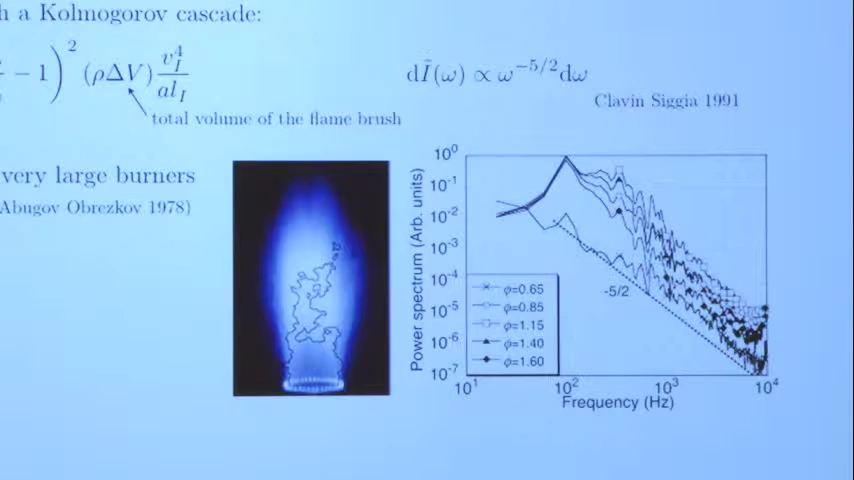 h a Kolmogorov cascade:
− 1)² (ρΔV) v_I⁴ / al_I
total volume of the flame brush
dĨ(ω) ∝ ω^−5/2 dω
Clavin Siggia 1991
very large burners
Abugov Obrezkov 1978)
Power spectrum (Arb. units)
10⁰
10⁻¹
10⁻²
10⁻³
10⁻⁴
10⁻⁵
10⁻⁶
10⁻⁷
-5/2
ϕ=0.65
ϕ=0.85
ϕ=1.15
ϕ=1.40
ϕ=1.60
10¹ 10² 10³ 10⁴
Frequency (Hz)